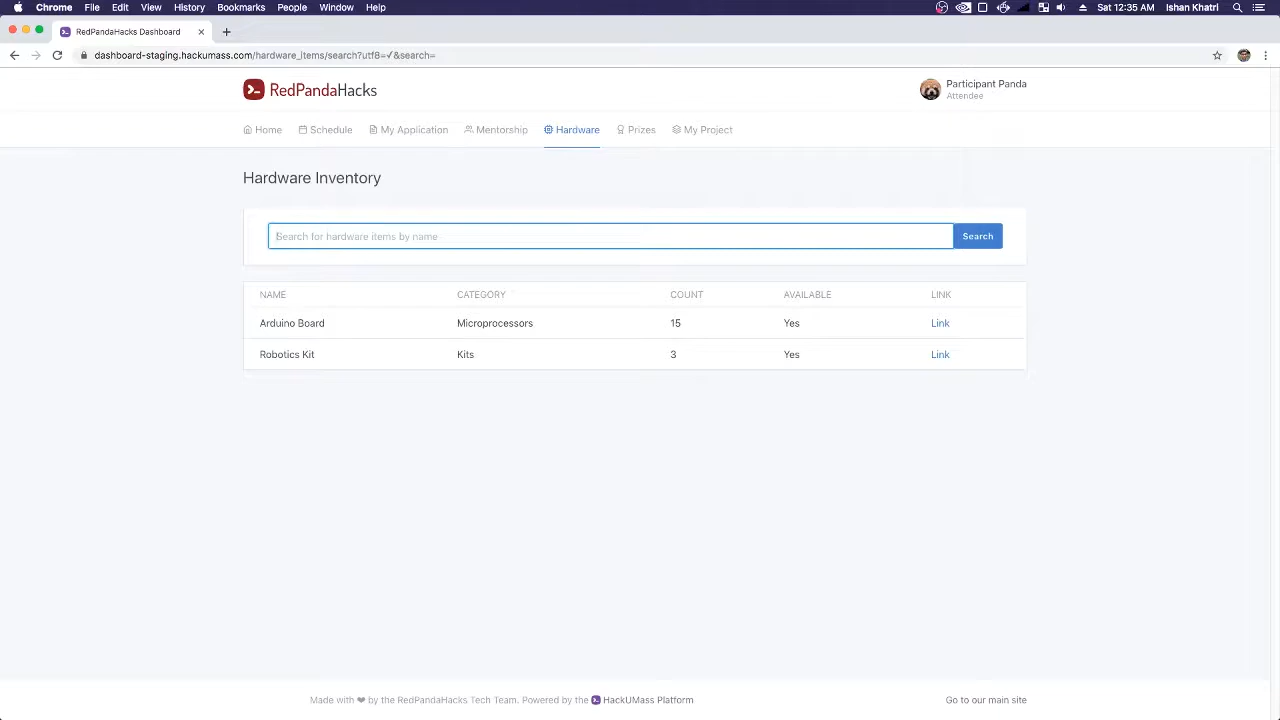 Chrome File Edit View History Bookmarks People Window Help Sat 12:35 AM Ishan Khatri
RedPandaHacks Dashboard
dashboard-staging.hackumass.com/hardware_items/search?utf8=✓&search=
RedPandaHacks
Participant Panda
Attendee
Home Schedule My Application Mentorship Hardware Prizes My Project
Hardware Inventory
Search for hardware items by name Search
NAME CATEGORY COUNT AVAILABLE LINK
Arduino Board Microprocessors 15 Yes Link
Robotics Kit Kits 3 Yes Link
Made with ❤ by the RedPandaHacks Tech Team. Powered by the HackUMass Platform Go to our main site